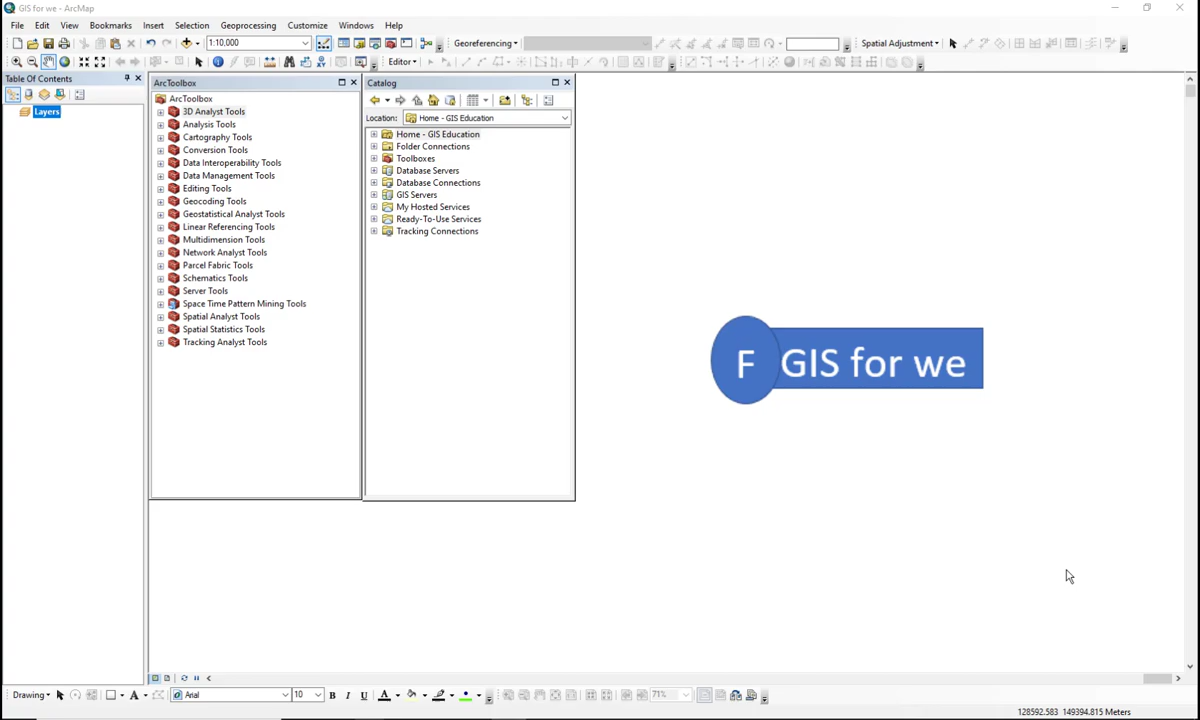 GIS for we - ArcMap
File Edit View Bookmarks Insert Selection Geoprocessing Customize Windows Help
1:10,000 Georeferencing Spatial Adjustment
Editor
Table Of Contents
Layers
ArcToolbox
ArcToolbox
3D Analyst Tools
Analysis Tools
Cartography Tools
Conversion Tools
Data Interoperability Tools
Data Management Tools
Editing Tools
Geocoding Tools
Geostatistical Analyst Tools
Linear Referencing Tools
Multidimension Tools
Network Analyst Tools
Parcel Fabric Tools
Schematics Tools
Server Tools
Space Time Pattern Mining Tools
Spatial Analyst Tools
Spatial Statistics Tools
Tracking Analyst Tools
Catalog
Location: Home - GIS Education
Home - GIS Education
Folder Connections
Toolboxes
Database Servers
Database Connections
GIS Servers
My Hosted Services
Ready-To-Use Services
Tracking Connections
F GIS for we
Drawing A Arial 10 B I U A 71%
128592.583 149394.815 Meters